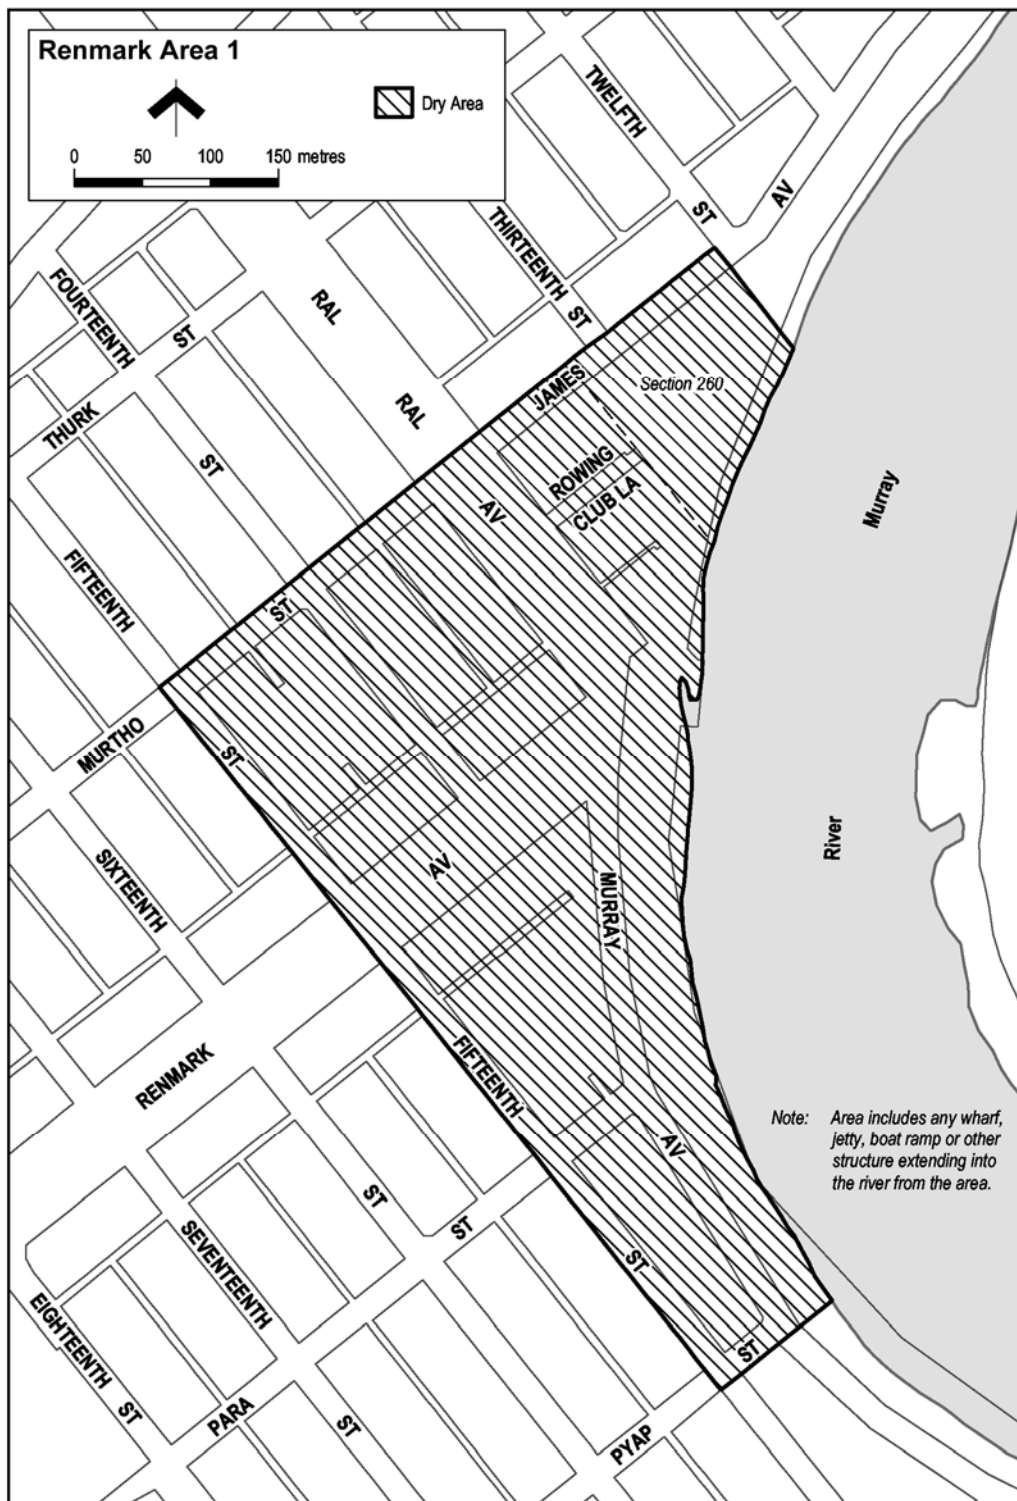 Renmark Area 1
Dry Area
0 50 100 150 metres
TWELFTH
ST
AV
THIRTEENTH
ST
FOURTEENTH
ST
RAL
RAL
THURK
ST
JAMES
Section 260
ROWING
CLUB LA
AV
Murray
FIFTEENTH
ST
MURTHO
ST
River
SIXTEENTH
AV
MURRAY
RENMARK
FIFTEENTH
Note: Area includes any wharf,
jetty, boat ramp or other
structure extending into
the river from the area.
AV
ST
ST
ST
SEVENTEENTH
EIGHTEENTH
ST
PARA
ST
ST
PYAP